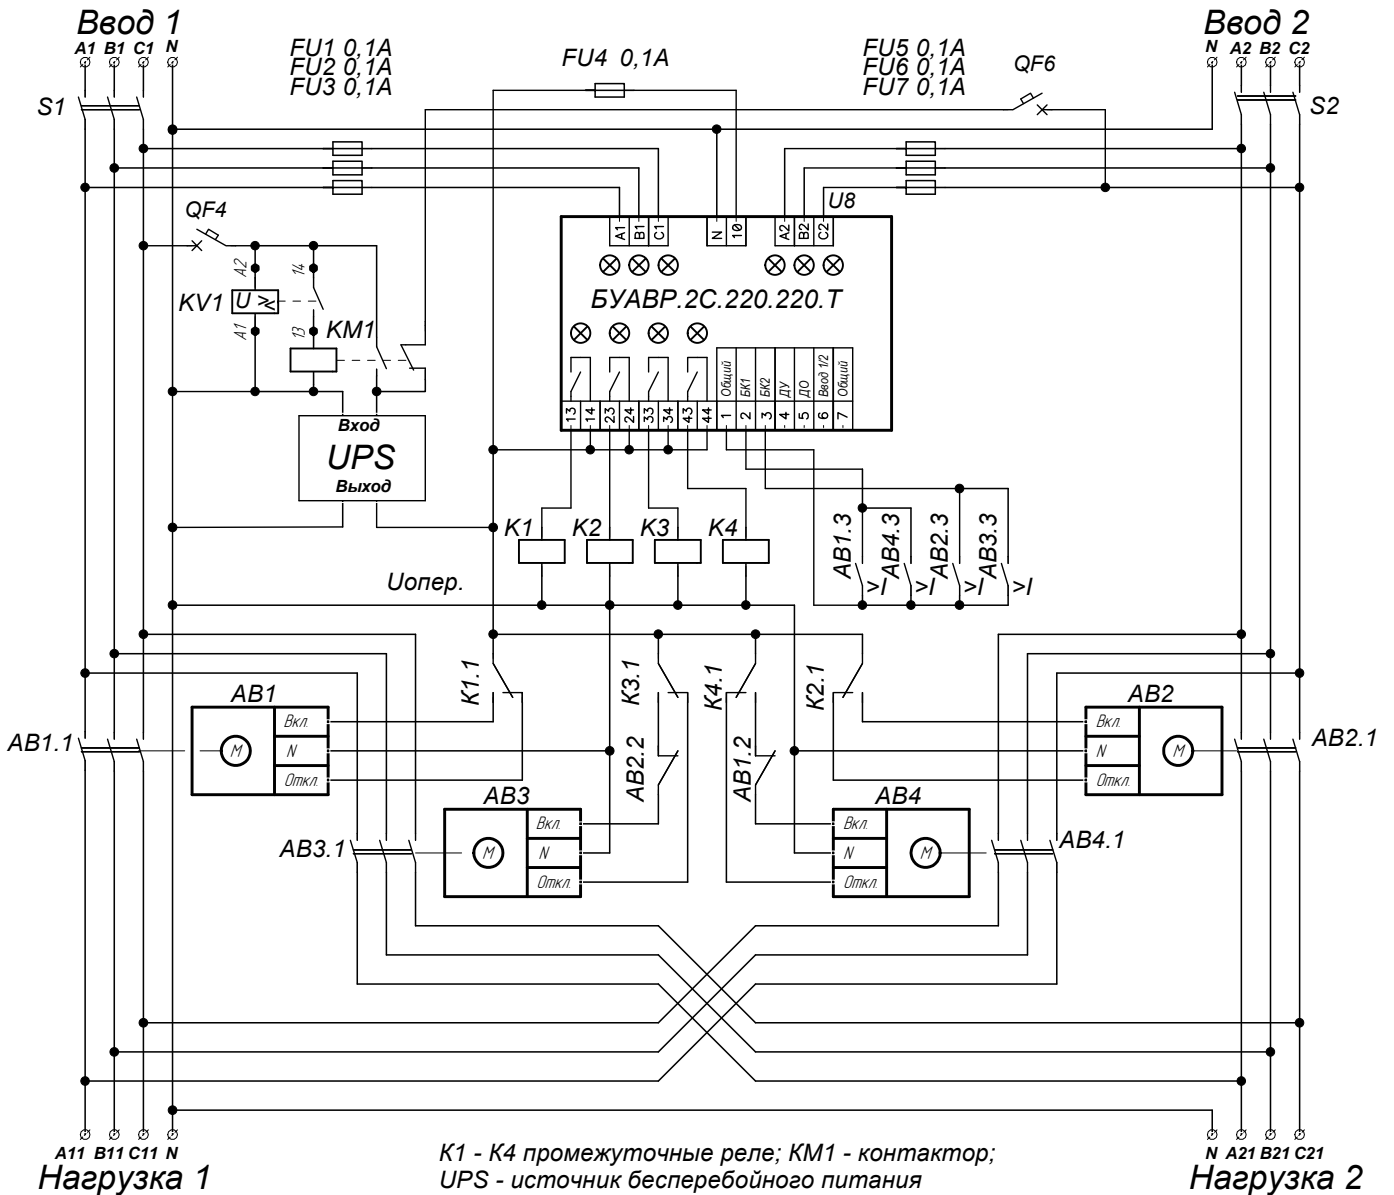 Ввод 1
A1 B1 C1 N
Ввод 2
N A2 B2 C2
FU1 0,1A
FU2 0,1A
FU3 0,1A
FU4 0,1A
FU5 0,1A
FU6 0,1A
FU7 0,1A
QF6
S1
S2
QF4
U8
A1 B1 C1 N 10 A2 B2 C2
A2
14
KV1
U
A1
13
KM1
БУАВР.2С.220.220.Т
Общий
БК1
БК2
ДУ
ДО
Ввод 1/2
Общий
13 14 23 24 33 34 43 44 1 2 3 4 5 6 7
Вход
UPS
Выход
K1 K2 K3 K4
AB1.3
AB4.3
AB2.3
AB3.3
>I >I >I >I
Uопер.
K1.1
K3.1
K4.1
K2.1
AB1
Вкл.
N
Откл.
M
AB1.1
AB2.2
AB1.2
AB2
Вкл.
N
Откл.
M
AB2.1
AB3
Вкл.
N
Откл.
M
AB3.1
AB4
Вкл.
N
Откл.
M
AB4.1
A11 B11 C11 N
Нагрузка 1
K1 - K4 промежуточные реле; KM1 - контактор;
UPS - источник бесперебойного питания
N A21 B21 C21
Нагрузка 2